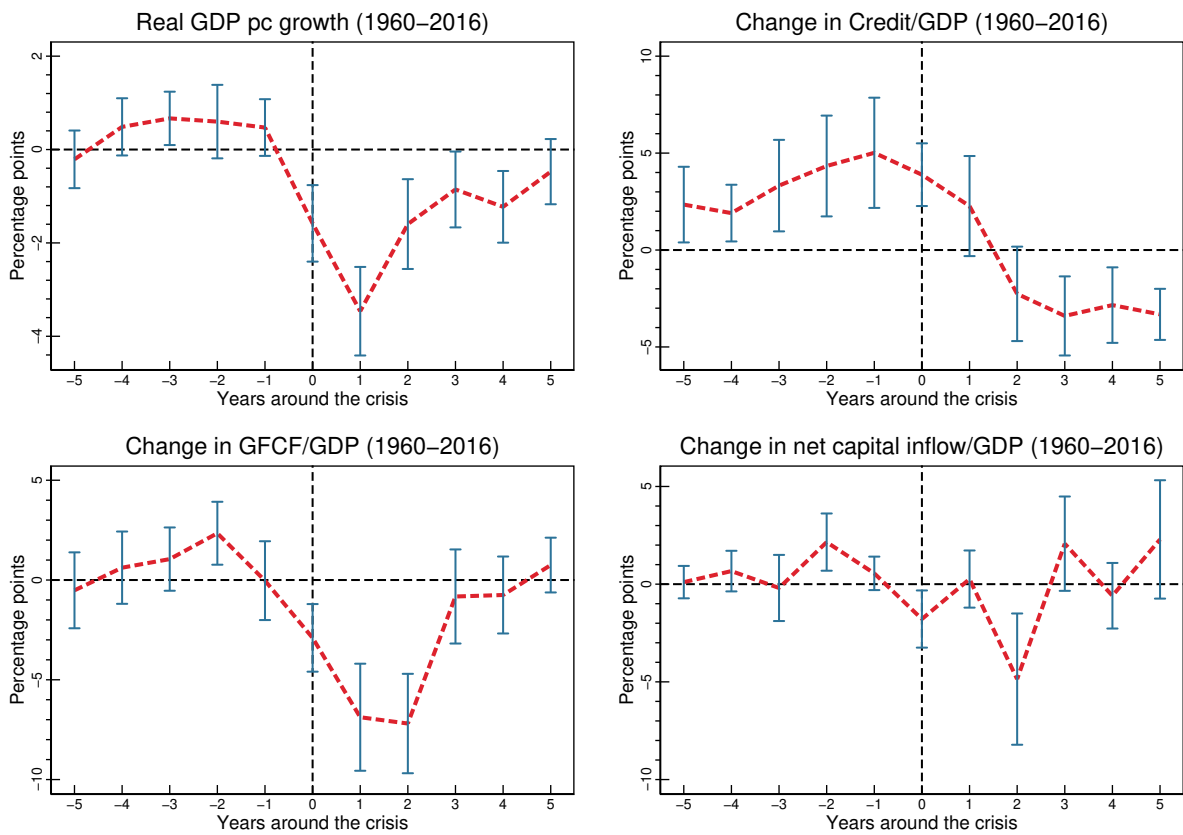 Real GDP pc growth (1960−2016)
Percentage points
2
0
−2
−4
−5 −4 −3 −2 −1 0 1 2 3 4 5
Years around the crisis
Change in Credit/GDP (1960−2016)
Percentage points
10
5
0
−5
−5 −4 −3 −2 −1 0 1 2 3 4 5
Years around the crisis
Change in GFCF/GDP (1960−2016)
Percentage points
5
0
−5
−10
−5 −4 −3 −2 −1 0 1 2 3 4 5
Years around the crisis
Change in net capital inflow/GDP (1960−2016)
Percentage points
5
0
−5
−10
−5 −4 −3 −2 −1 0 1 2 3 4 5
Years around the crisis